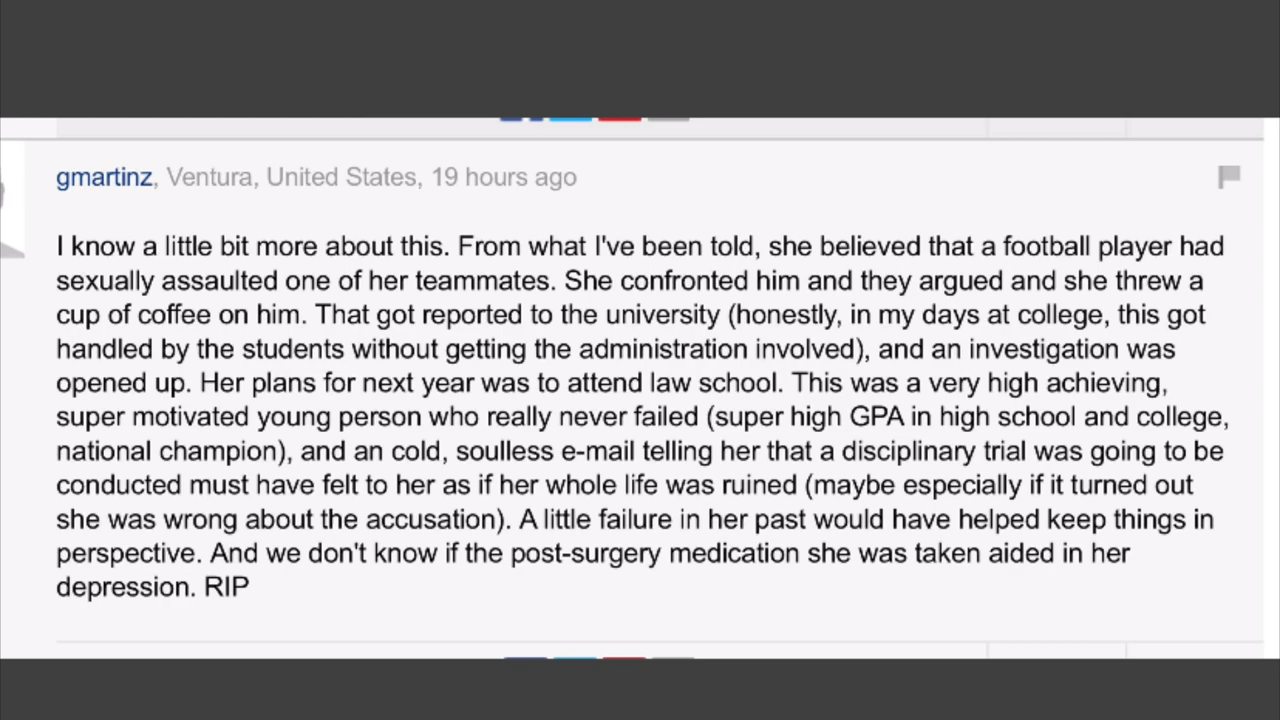 gmartinz, Ventura, United States, 19 hours ago
I know a little bit more about this. From what I've been told, she believed that a football player had
sexually assaulted one of her teammates. She confronted him and they argued and she threw a
cup of coffee on him. That got reported to the university (honestly, in my days at college, this got
handled by the students without getting the administration involved), and an investigation was
opened up. Her plans for next year was to attend law school. This was a very high achieving,
super motivated young person who really never failed (super high GPA in high school and college,
national champion), and an cold, soulless e-mail telling her that a disciplinary trial was going to be
conducted must have felt to her as if her whole life was ruined (maybe especially if it turned out
she was wrong about the accusation). A little failure in her past would have helped keep things in
perspective. And we don't know if the post-surgery medication she was taken aided in her
depression. RIP